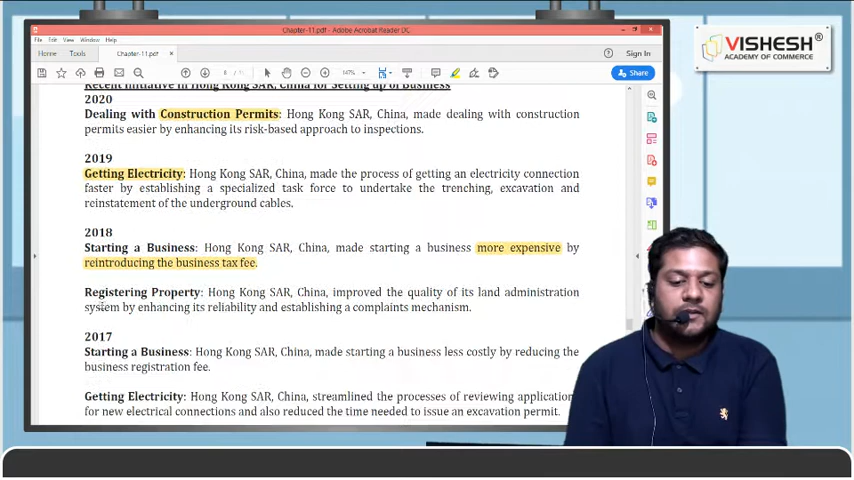 Chapter-11.pdf - Adobe Acrobat Reader DC
File Edit View Window Help
Home Tools Chapter-11.pdf × Sign In
147% Share
VISHESH®
ACADEMY OF COMMERCE
Recent Initiative in Hong Kong SAR, China for Setting up of Business
2020
Dealing with Construction Permits: Hong Kong SAR, China, made dealing with construction
permits easier by enhancing its risk-based approach to inspections.
2019
Getting Electricity: Hong Kong SAR, China, made the process of getting an electricity connection
faster by establishing a specialized task force to undertake the trenching, excavation and
reinstatement of the underground cables.
2018
Starting a Business: Hong Kong SAR, China, made starting a business more expensive by
reintroducing the business tax fee.
Registering Property: Hong Kong SAR, China, improved the quality of its land administration
system by enhancing its reliability and establishing a complaints mechanism.
2017
Starting a Business: Hong Kong SAR, China, made starting a business less costly by reducing the
business registration fee.
Getting Electricity: Hong Kong SAR, China, streamlined the processes of reviewing application
for new electrical connections and also reduced the time needed to issue an excavation permit.